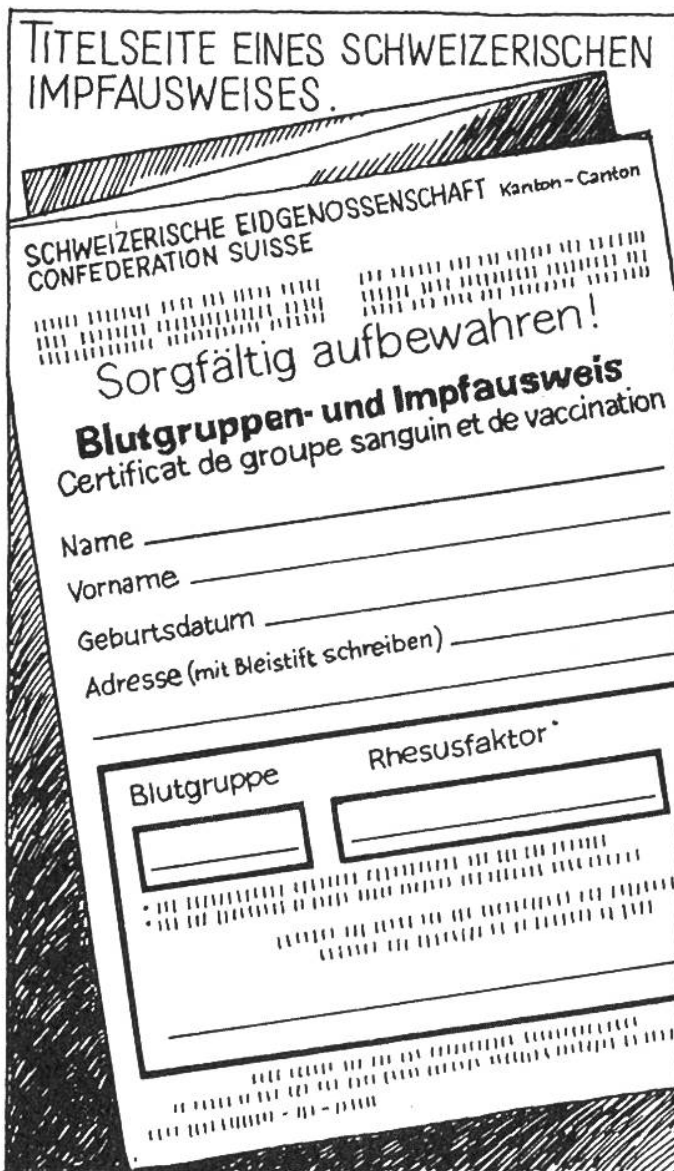 TITELSEITE EINES SCHWEIZERISCHEN
IMPFAUSWEISES.
SCHWEIZERISCHE EIDGENOSSENSCHAFT Kanton-Canton
CONFEDERATION SUISSE
Sorgfältig aufbewahren!
Blutgruppen- und Impfausweis
Certificat de groupe sanguin et de vaccination
Name
Vorname
Geburtsdatum
Adresse (mit Bleistift schreiben)
Blutgruppe Rhesusfaktor